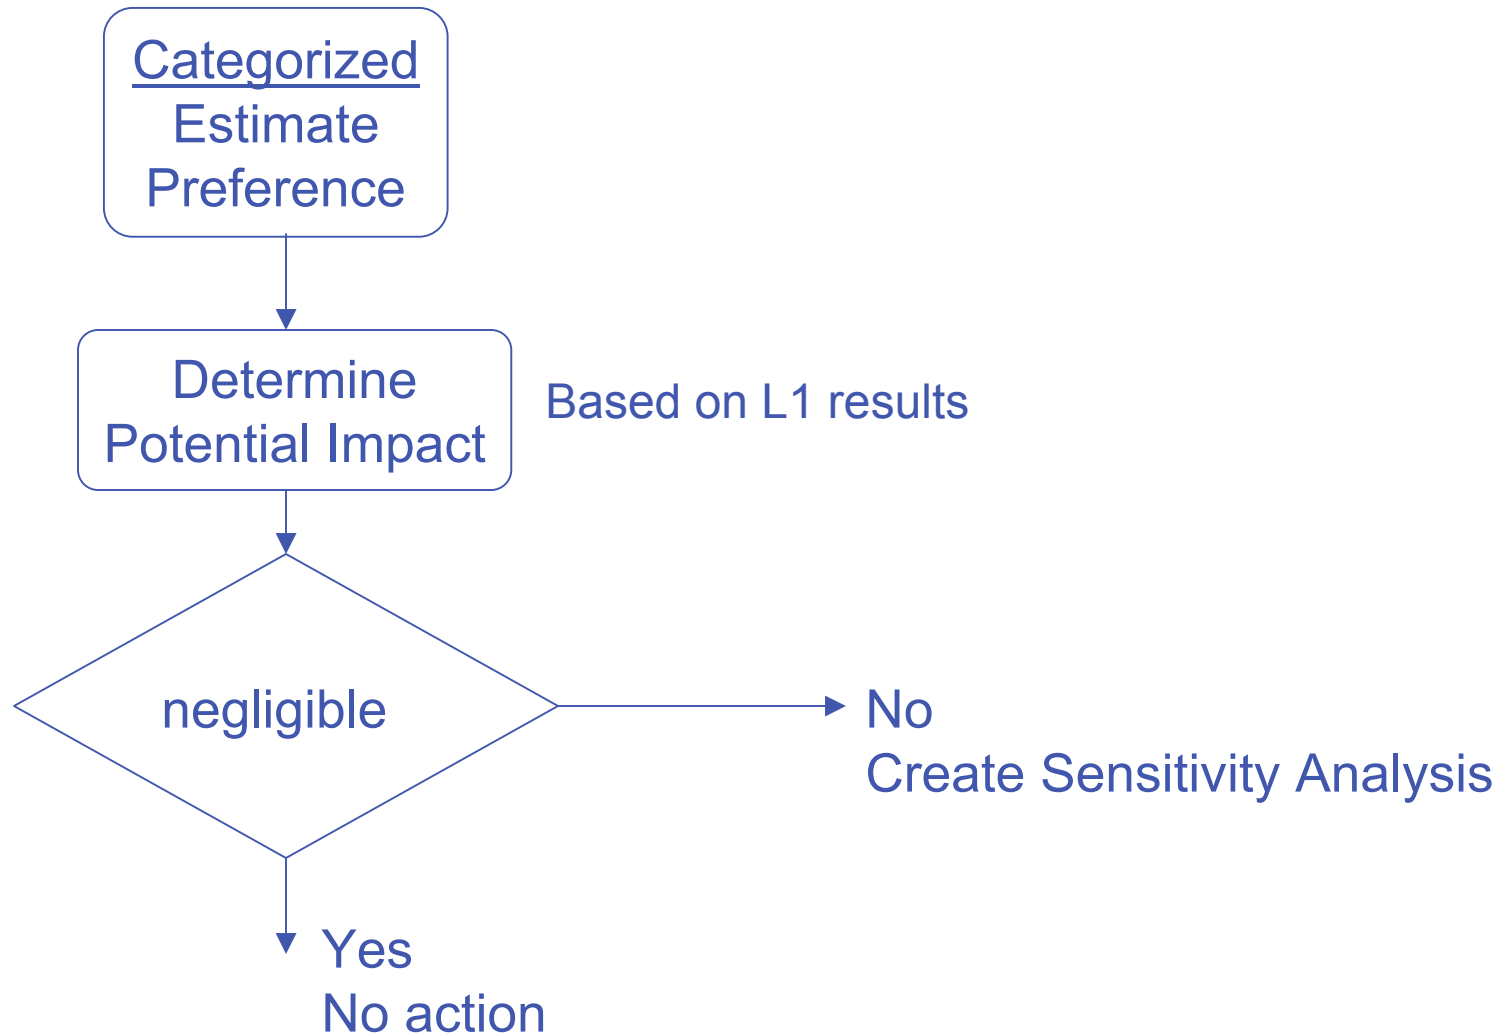 Categorized
Estimate
Preference
Determine
Potential Impact
Based on L1 results
negligible
No
Create Sensitivity Analysis
Yes
No action